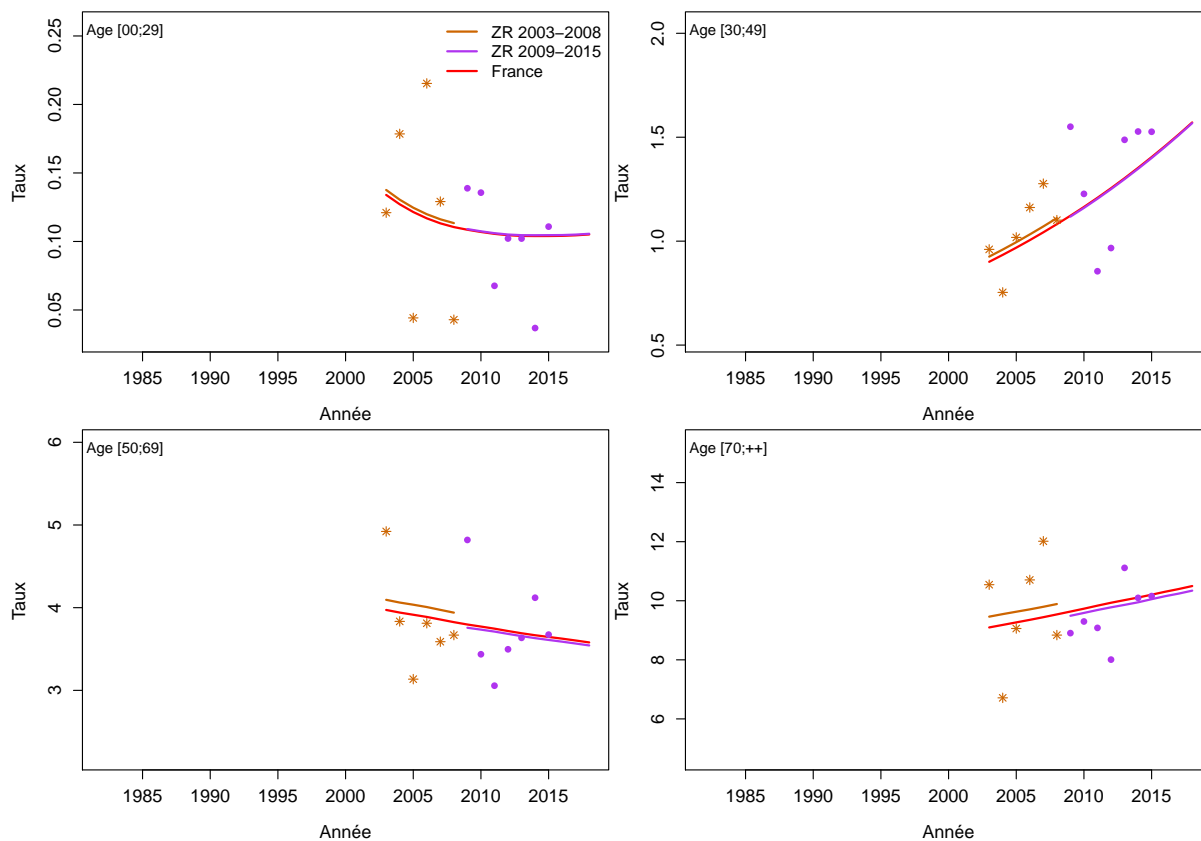 Age [00;29]
ZR 2003–2008
ZR 2009–2015
France
Taux
0.25
0.20
0.15
0.10
0.05
1985 1990 1995 2000 2005 2010 2015
Année
Age [30;49]
Taux
2.0
1.5
1.0
0.5
1985 1990 1995 2000 2005 2010 2015
Année
Age [50;69]
Taux
6
5
4
3
1985 1990 1995 2000 2005 2010 2015
Année
Age [70;++]
Taux
14
12
10
8
6
1985 1990 1995 2000 2005 2010 2015
Année